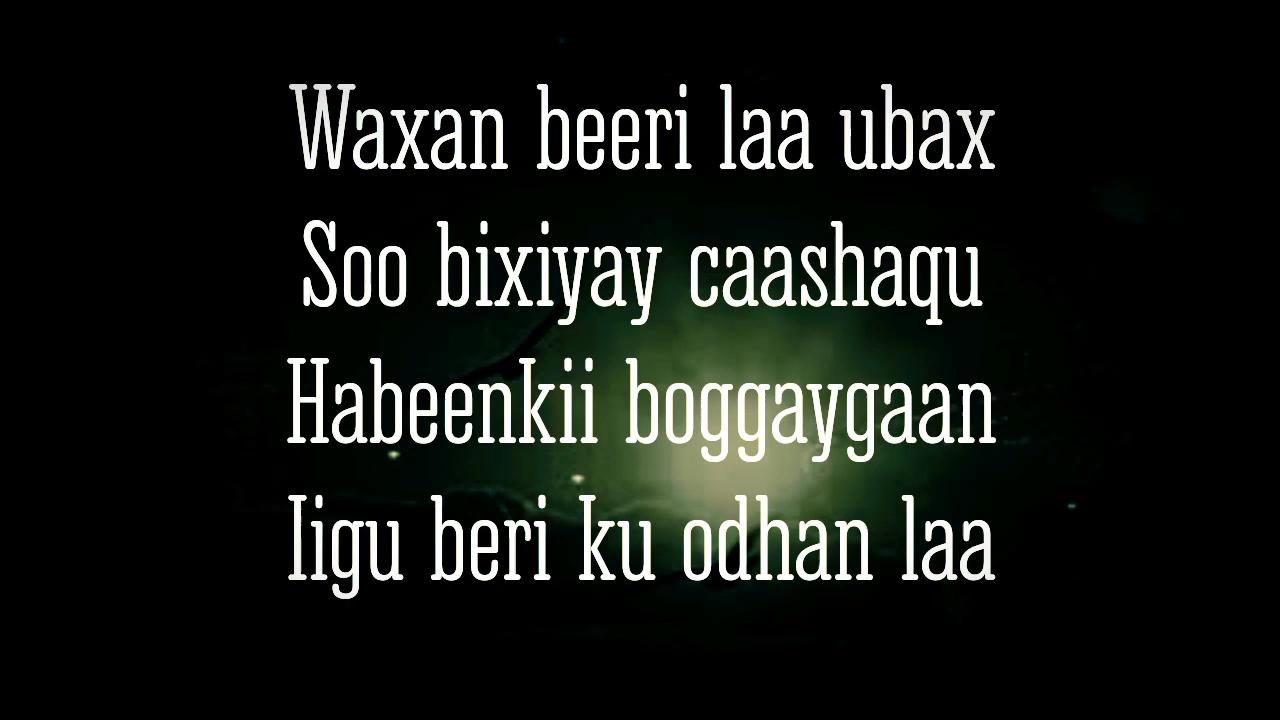 Waxan beeri laa ubax
Soo bixiyay caashaqu
Habeenkii boggaygaan
Iigu beri ku odhan laa